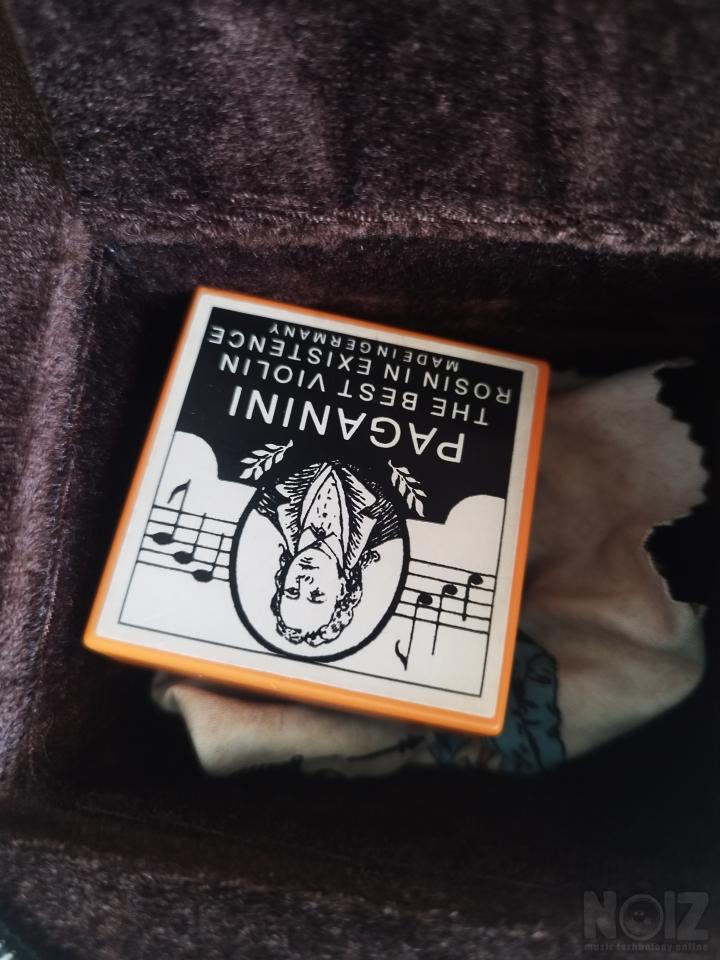 PAGANINI
THE BEST VIOLIN
ROSIN IN EXISTENCE
MADE IN GERMANY
NOIZ
music technology online